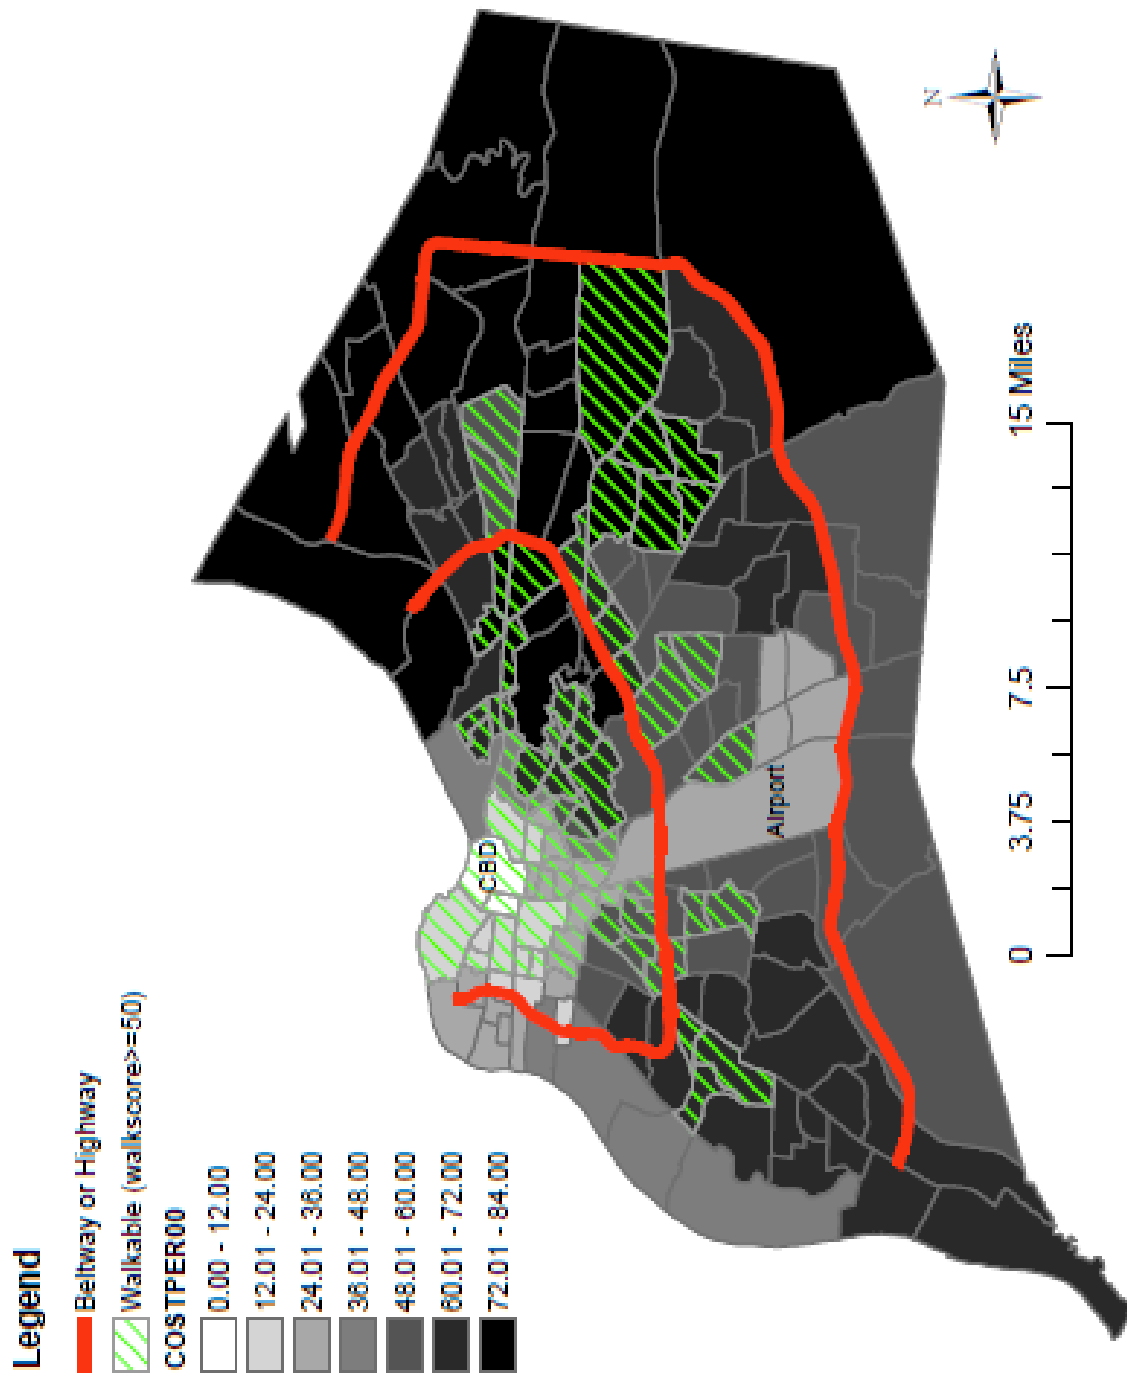 Legend
Beltway or Highway
Walkable (walkscore>=50)
COSTPER00
0.00 - 12.00
12.01 - 24.00
24.01 - 36.00
36.01 - 48.00
48.01 - 60.00
60.01 - 72.00
72.01 - 84.00
CBD
Airport
N
0 3.75 7.5 15 Miles